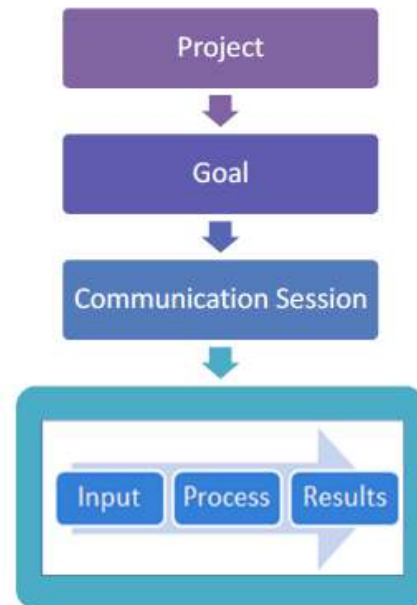 Project
Goal
Communication Session
Input Process Results